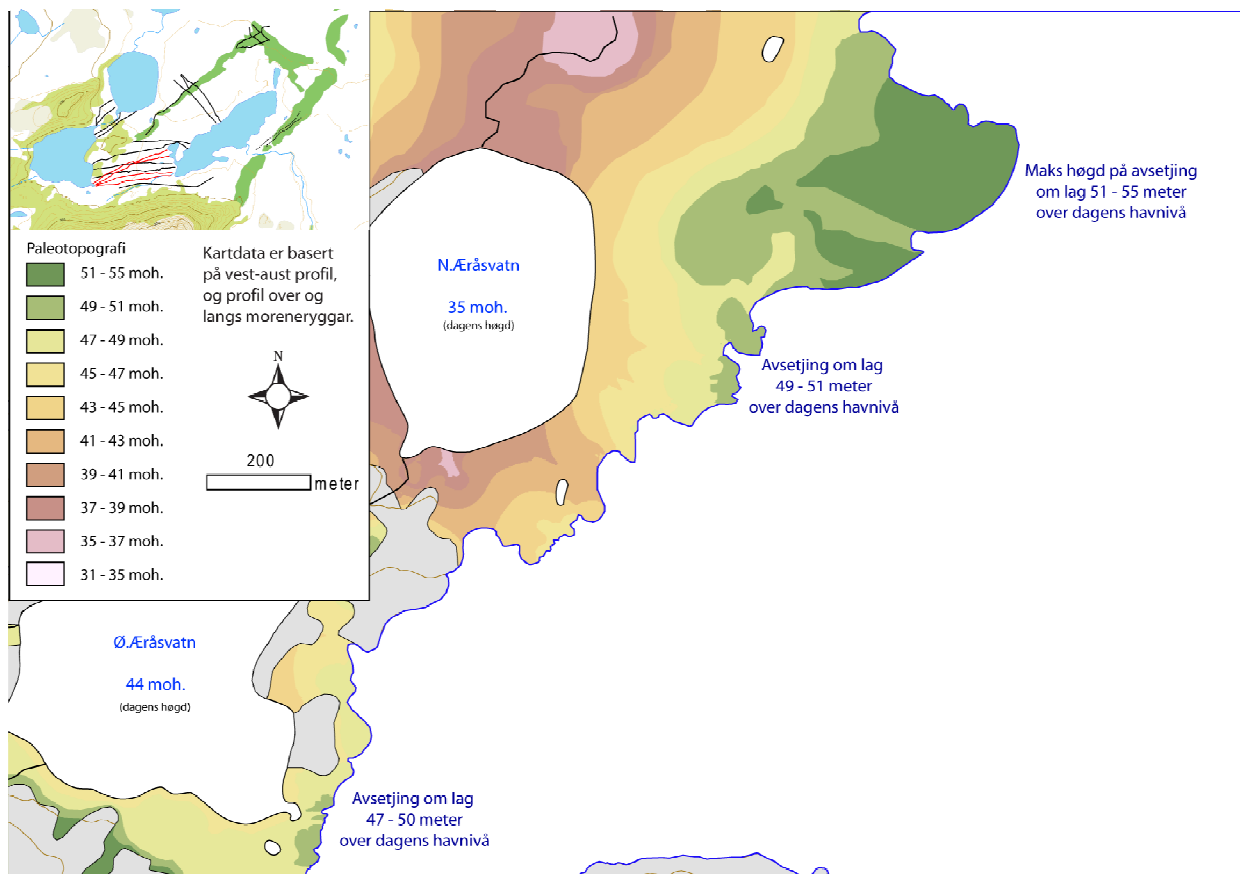 Paleotopografi
51 - 55 moh.
49 - 51 moh.
47 - 49 moh.
45 - 47 moh.
43 - 45 moh.
41 - 43 moh.
39 - 41 moh.
37 - 39 moh.
35 - 37 moh.
31 - 35 moh.
Kartdata er basert
på vest-aust profil,
og profil over og
langs moreneryggar.
N
200
meter
N.Æråsvatn
35 moh.
(dagens høgd)
Maks høgd på avsetjing
om lag 51 - 55 meter
over dagens havnivå
Avsetjing om lag
49 - 51 meter
over dagens havnivå
Ø.Æråsvatn
44 moh.
(dagens høgd)
Avsetjing om lag
47 - 50 meter
over dagens havnivå